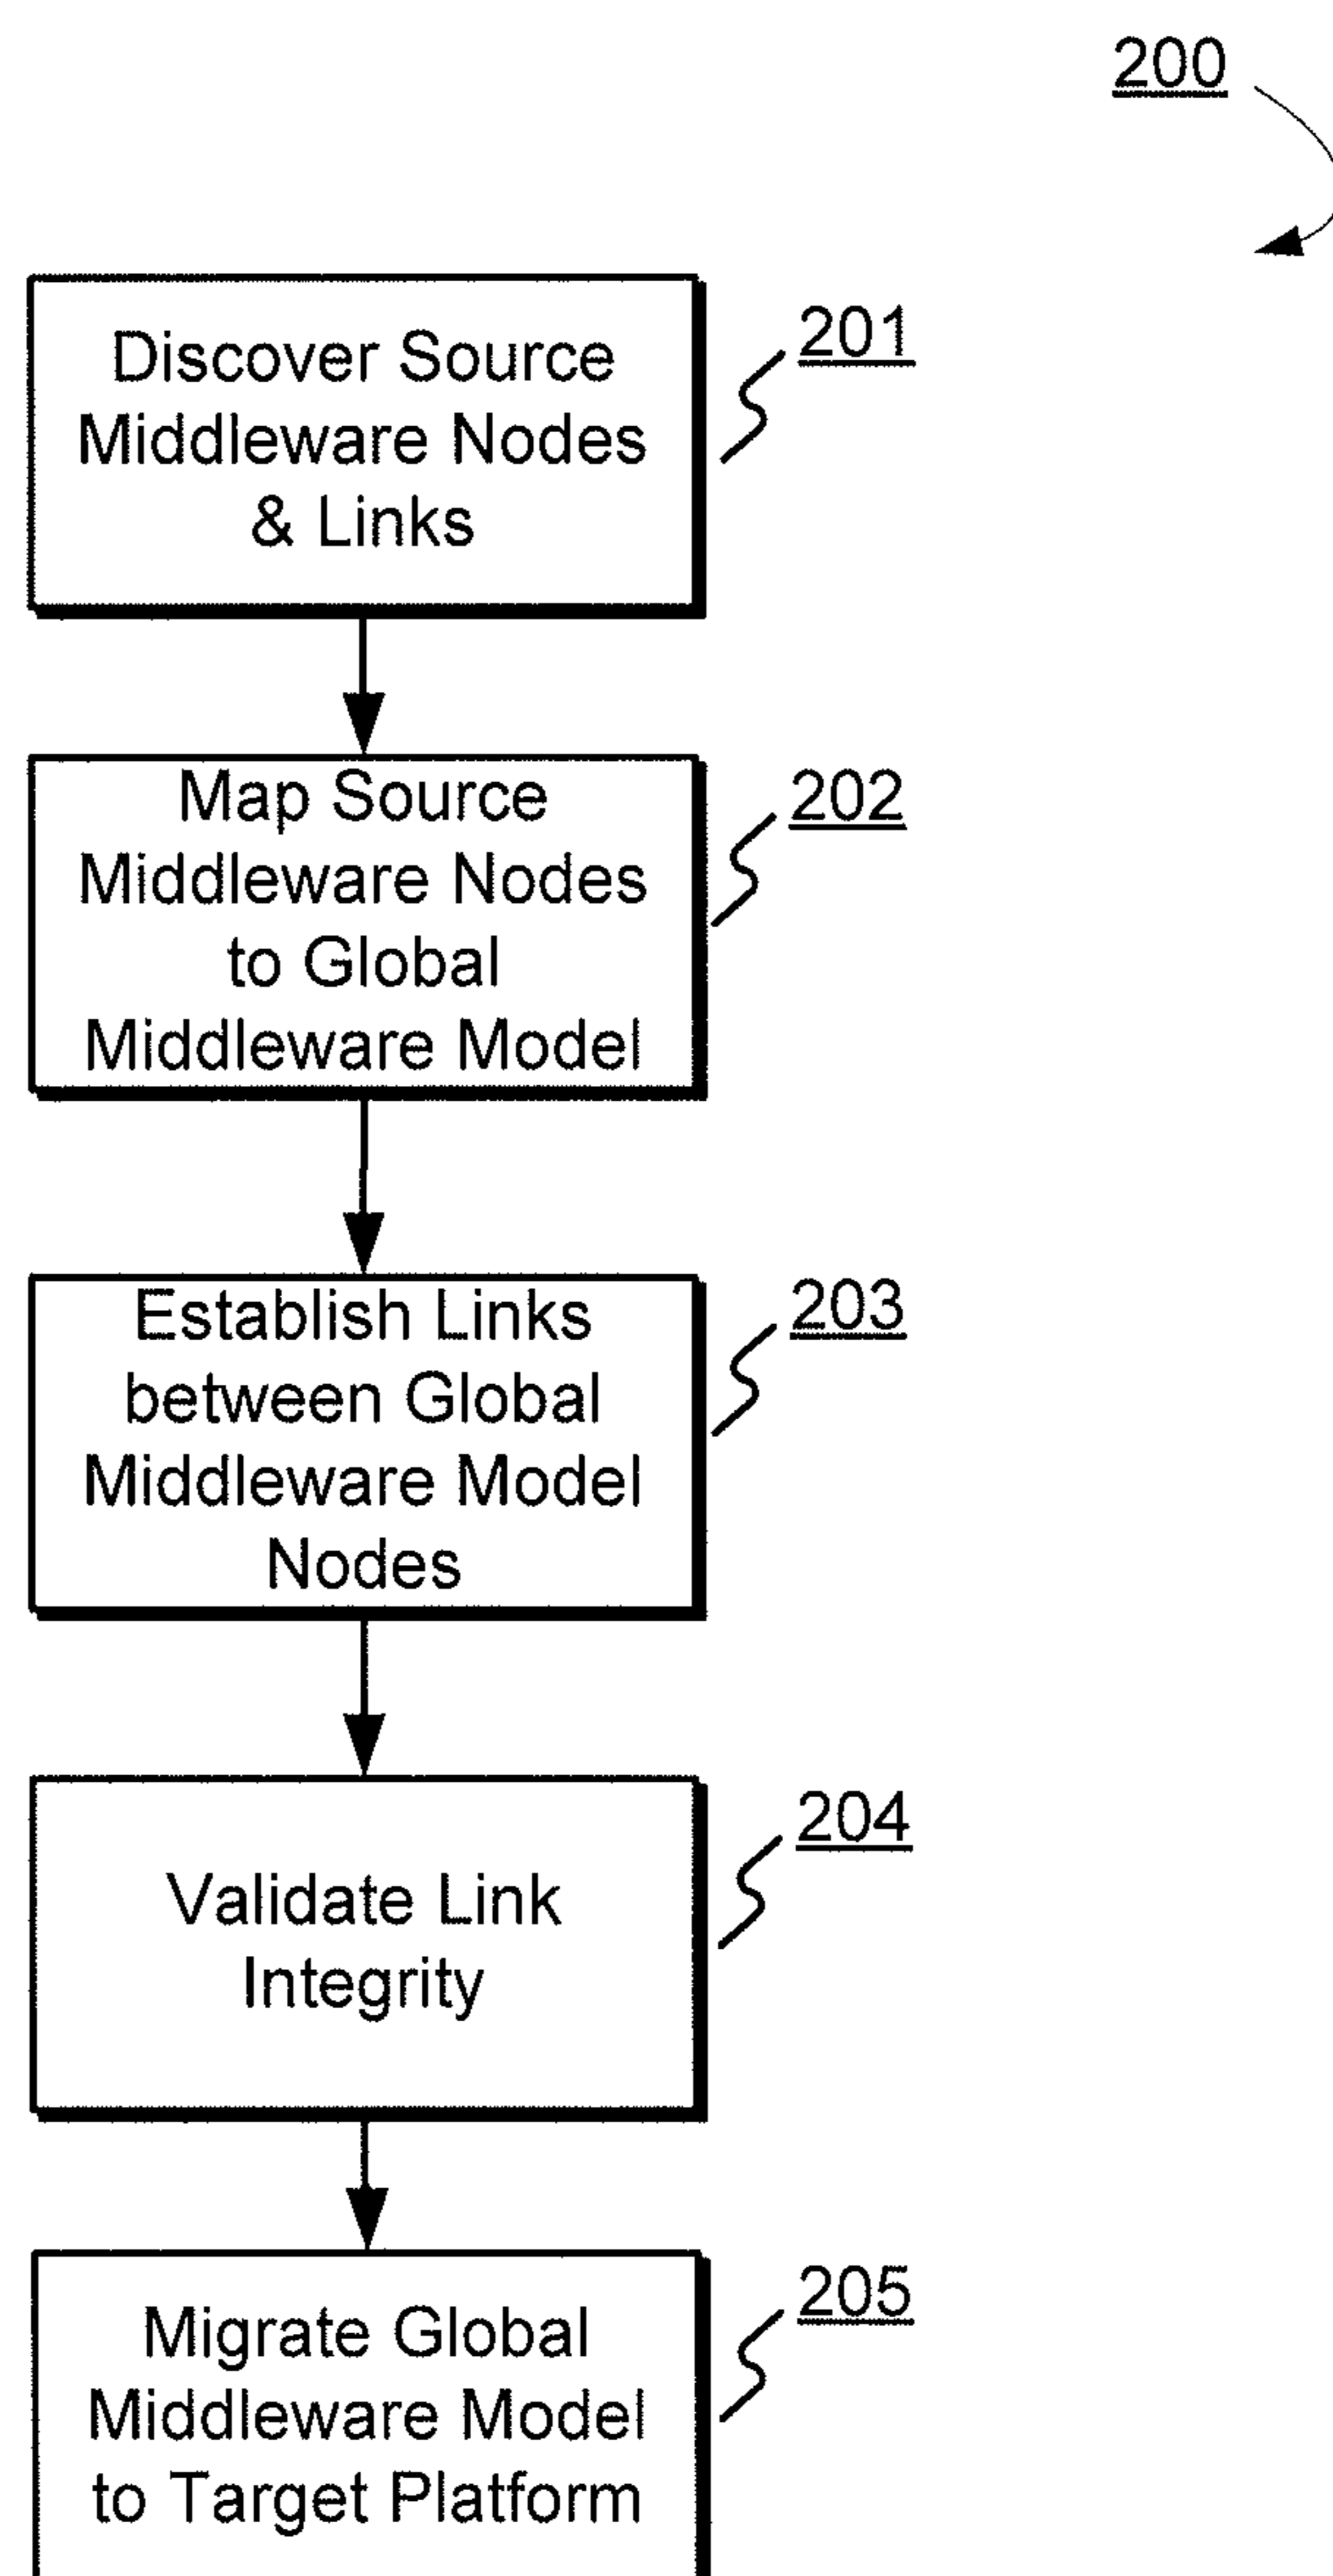 200
Discover Source
Middleware Nodes
& Links
201
Map Source
Middleware Nodes
to Global
Middleware Model
202
Establish Links
between Global
Middleware Model
Nodes
203
Validate Link
Integrity
204
Migrate Global
Middleware Model
to Target Platform
205